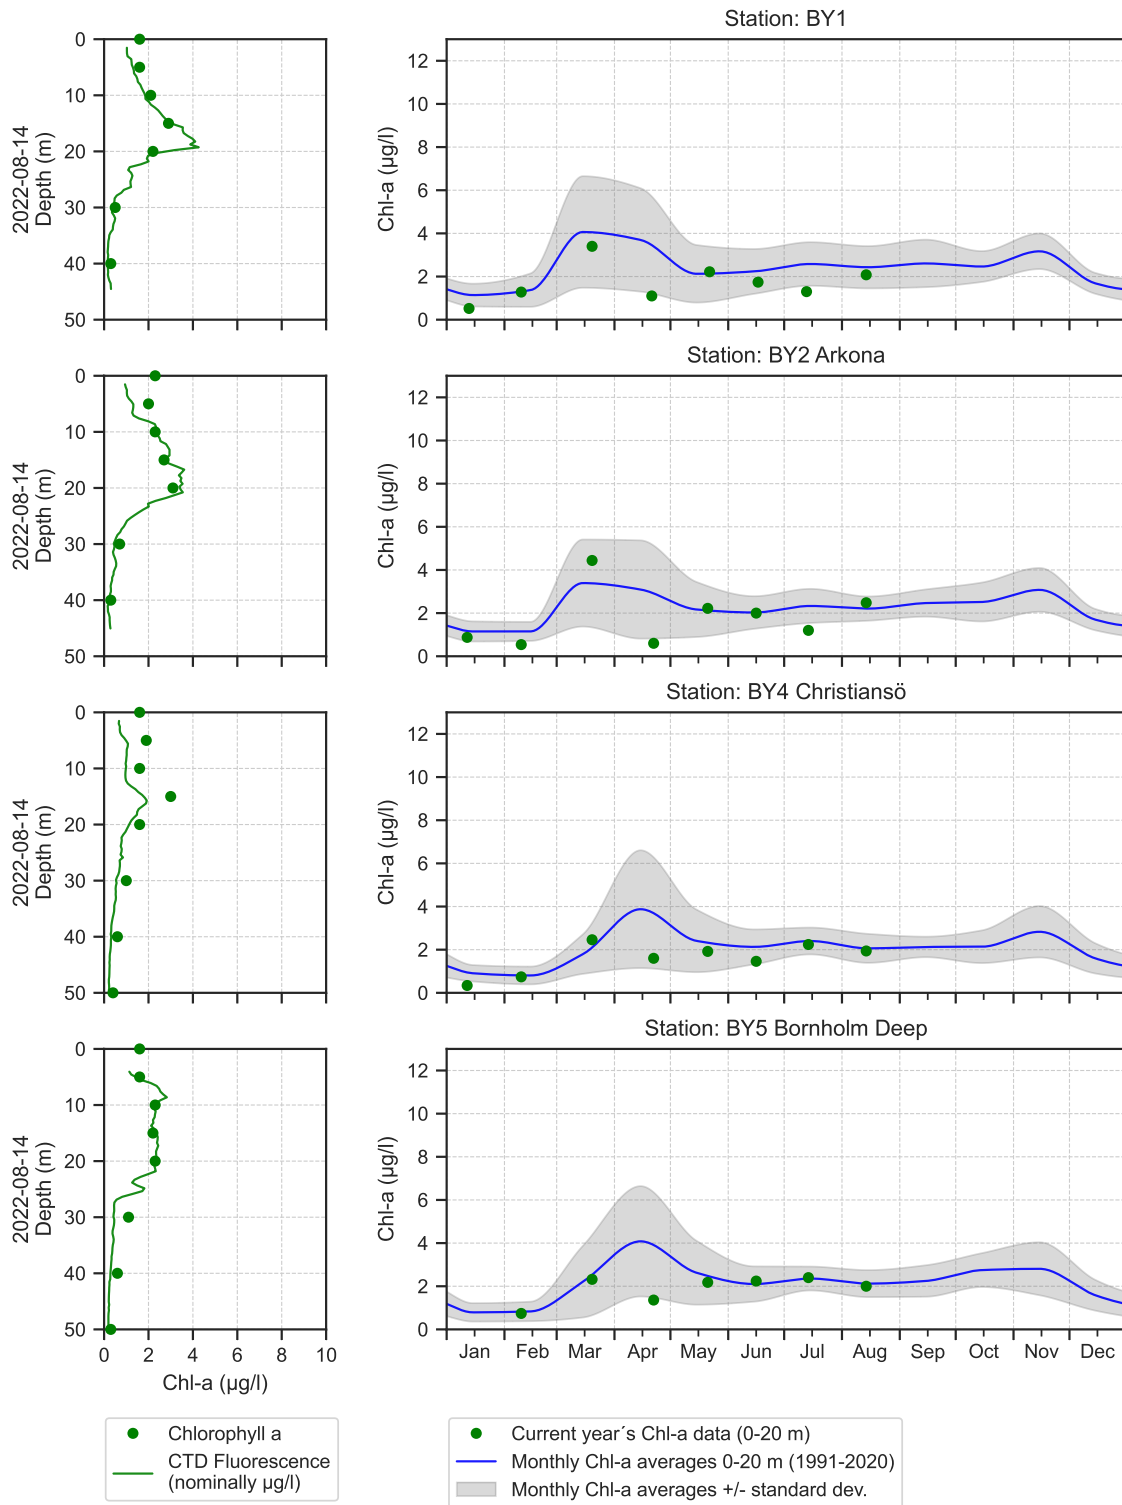 Station: BY1
0
10
20
30
40
50
2022-08-14
Depth (m)
12
10
8
6
4
2
0
Chl-a (µg/l)
Station: BY2 Arkona
0
10
20
30
40
50
2022-08-14
Depth (m)
12
10
8
6
4
2
0
Chl-a (µg/l)
Station: BY4 Christiansö
0
10
20
30
40
50
2022-08-14
Depth (m)
12
10
8
6
4
2
0
Chl-a (µg/l)
Station: BY5 Bornholm Deep
0
10
20
30
40
50
2022-08-14
Depth (m)
12
10
8
6
4
2
0
Chl-a (µg/l)
0 2 4 6 8 10
Chl-a (µg/l)
Jan Feb Mar Apr May Jun Jul Aug Sep Oct Nov Dec
Chlorophyll a
CTD Fluorescence
(nominally µg/l)
Current year´s Chl-a data (0-20 m)
Monthly Chl-a averages 0-20 m (1991-2020)
Monthly Chl-a averages +/- standard dev.